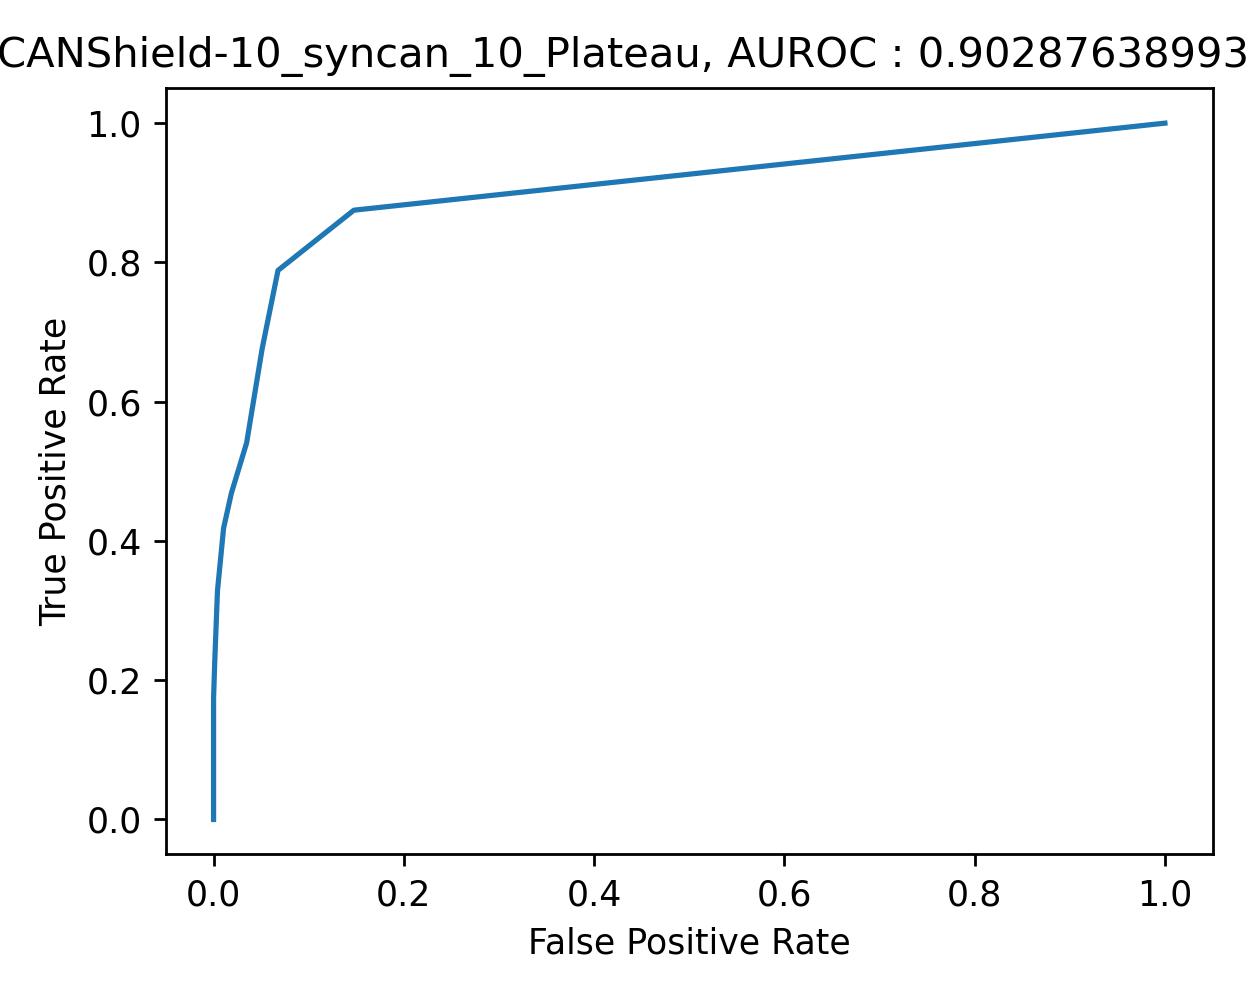 CANShield-10_syncan_10_Plateau, AUROC : 0.90287638993
1.0
0.8
0.6
0.4
0.2
0.0
True Positive Rate
0.0 0.2 0.4 0.6 0.8 1.0
False Positive Rate